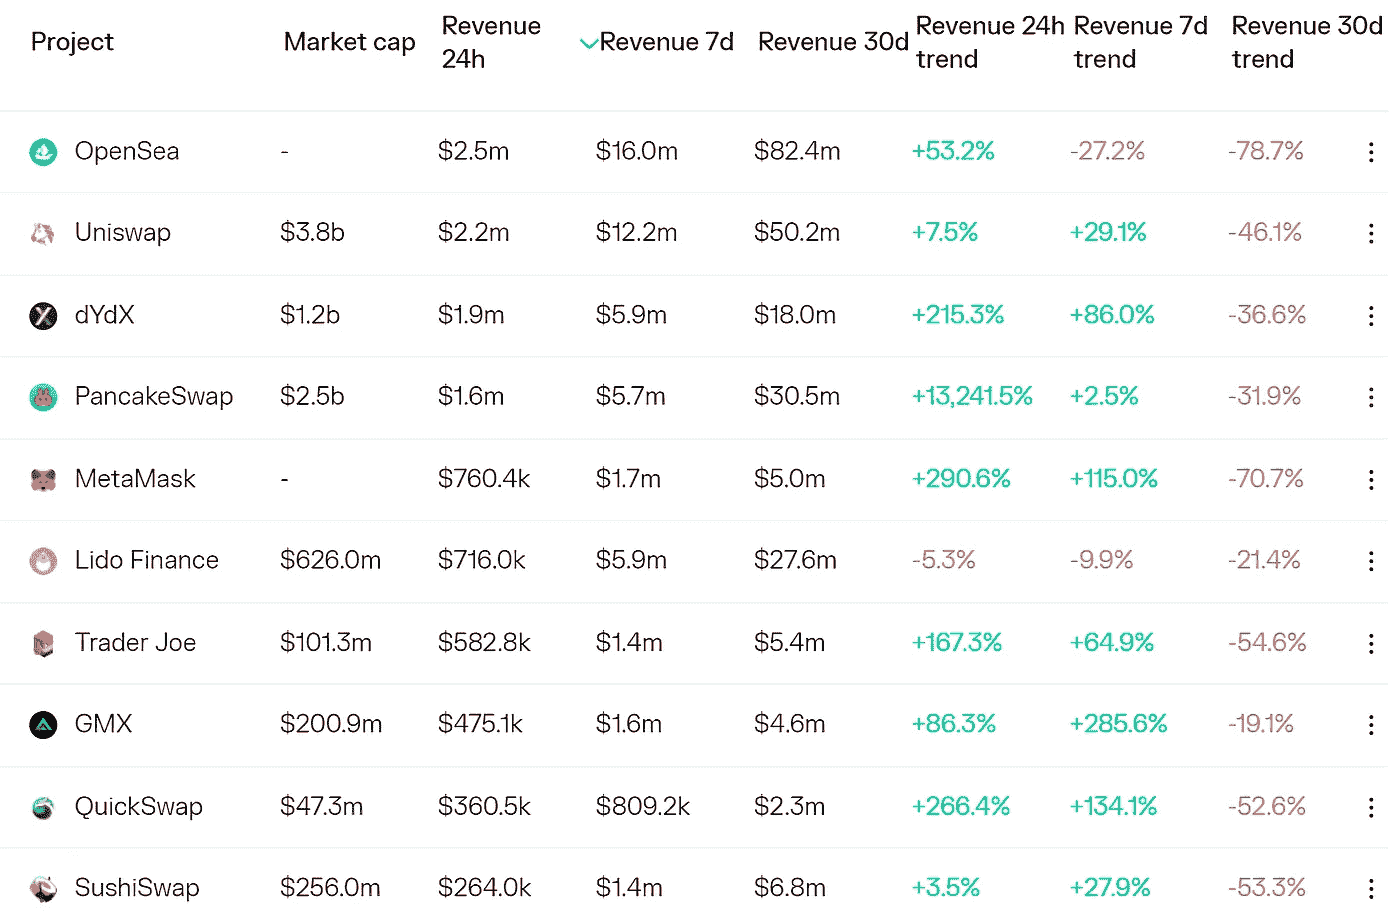 Project Market cap Revenue 24h Revenue 7d Revenue 30d Revenue 24h trend Revenue 7d trend Revenue 30d trend
OpenSea - $2.5m $16.0m $82.4m +53.2% -27.2% -78.7%
Uniswap $3.8b $2.2m $12.2m $50.2m +7.5% +29.1% -46.1%
dYdX $1.2b $1.9m $5.9m $18.0m +215.3% +86.0% -36.6%
PancakeSwap $2.5b $1.6m $5.7m $30.5m +13,241.5% +2.5% -31.9%
MetaMask - $760.4k $1.7m $5.0m +290.6% +115.0% -70.7%
Lido Finance $626.0m $716.0k $5.9m $27.6m -5.3% -9.9% -21.4%
Trader Joe $101.3m $582.8k $1.4m $5.4m +167.3% +64.9% -54.6%
GMX $200.9m $475.1k $1.6m $4.6m +86.3% +285.6% -19.1%
QuickSwap $47.3m $360.5k $809.2k $2.3m +266.4% +134.1% -52.6%
SushiSwap $256.0m $264.0k $1.4m $6.8m +3.5% +27.9% -53.3%